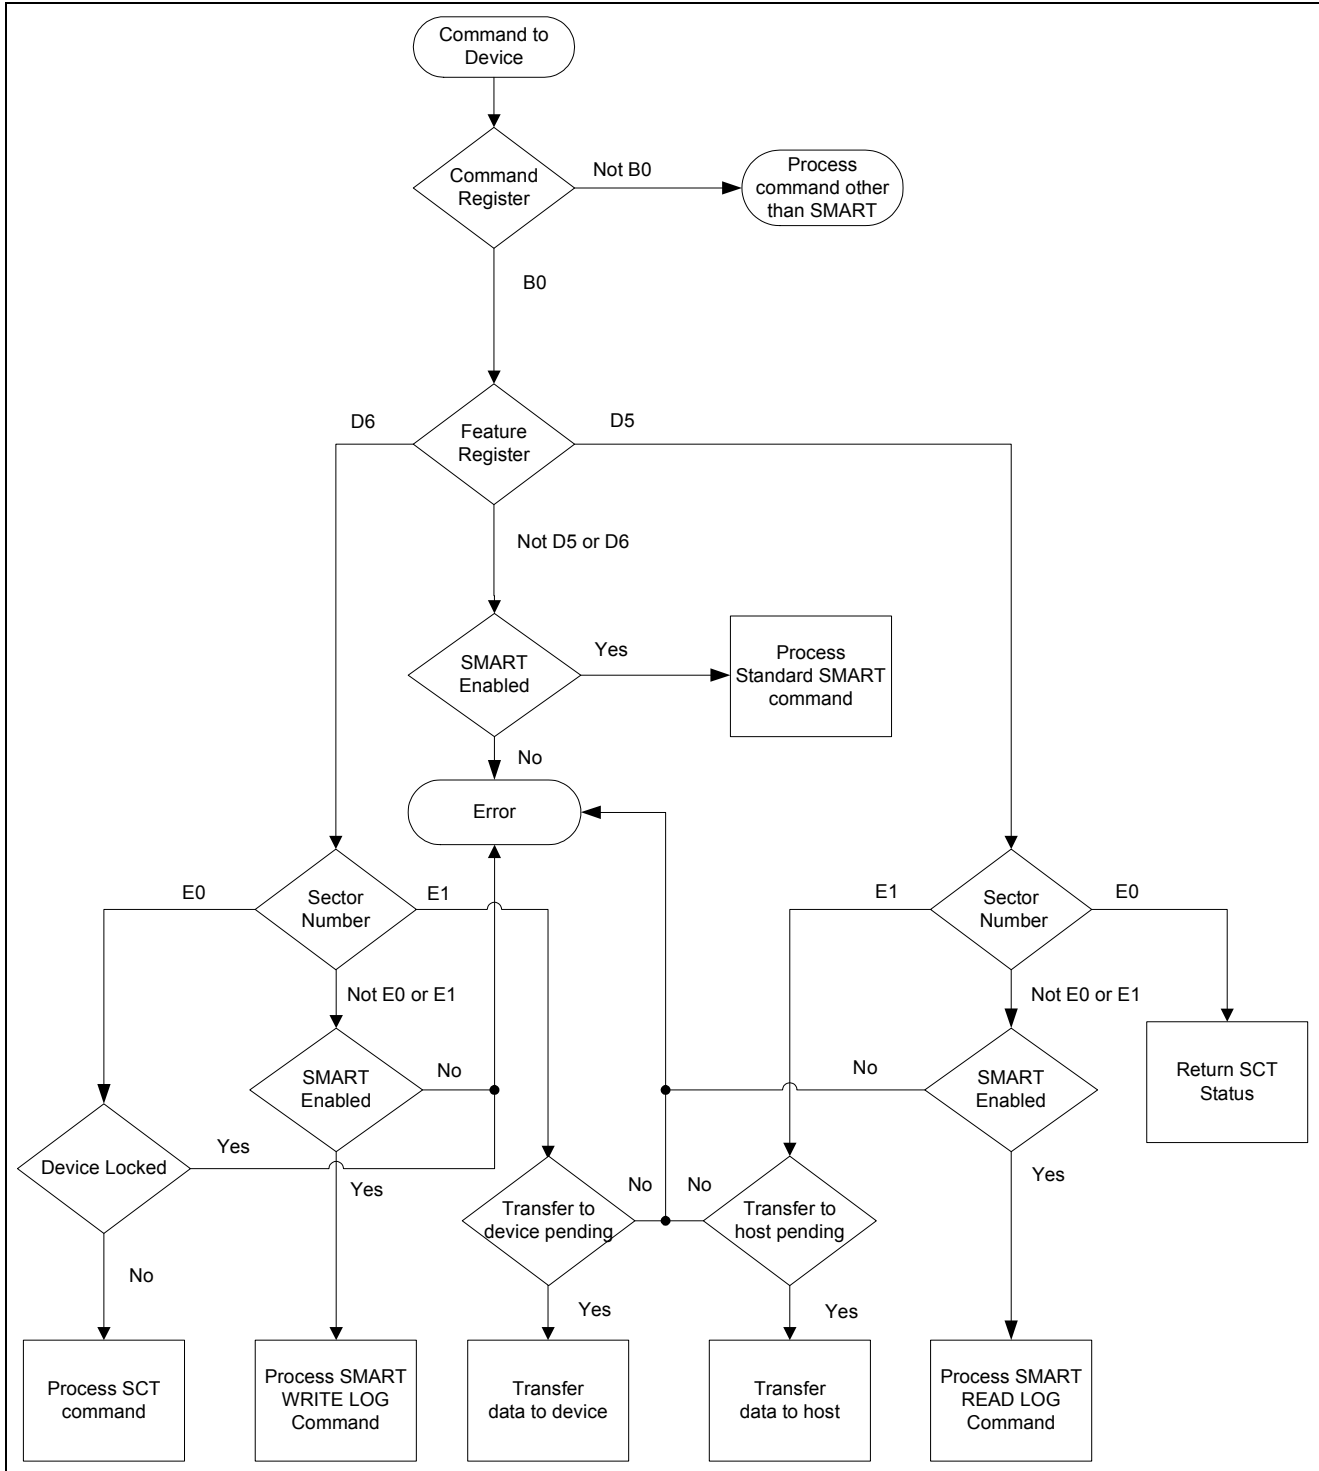 Command to
Device
Command
Register
Not B0
Process
command other
than SMART
B0
D6
Feature
Register
D5
Not D5 or D6
SMART
Enabled
Yes
Process
Standard SMART
command
No
Error
E0
Sector
Number
E1
E1
Sector
Number
E0
Not E0 or E1
Not E0 or E1
SMART
Enabled
No
No
SMART
Enabled
Return SCT
Status
Device Locked
Yes
Yes
Transfer to
device pending
No
No
Transfer to
host pending
Yes
No
Yes
Yes
Process SCT
command
Process SMART
WRITE LOG
Command
Transfer
data to device
Transfer
data to host
Process SMART
READ LOG
Command